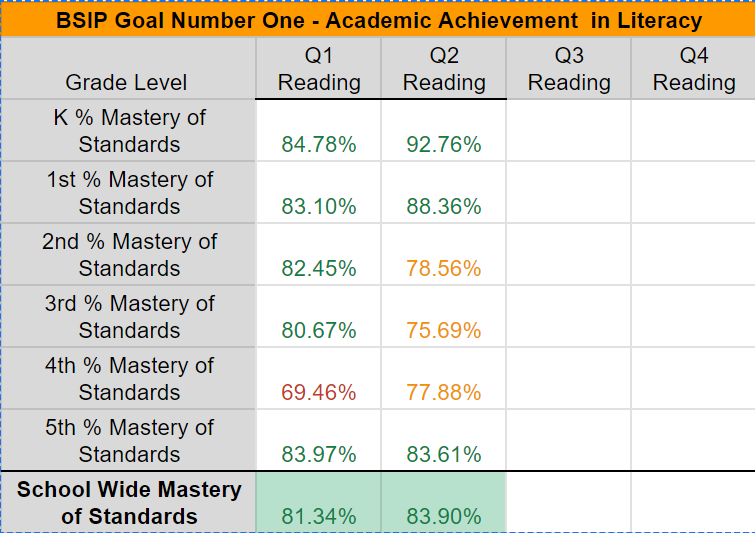 BSIP Goal Number One - Academic Achievement  in Literacy
Grade Level
Q1
Reading
Q2
Reading
Q3
Reading
Q4
Reading
K % Mastery of
Standards
84.78%
92.76%
1st % Mastery of
Standards
83.10%
88.36%
2nd % Mastery of
Standards
82.45%
78.56%
3rd % Mastery of
Standards
80.67%
75.69%
4th % Mastery of
Standards
69.46%
77.88%
5th % Mastery of
Standards
83.97%
83.61%
School Wide Mastery
of Standards
81.34%
83.90%